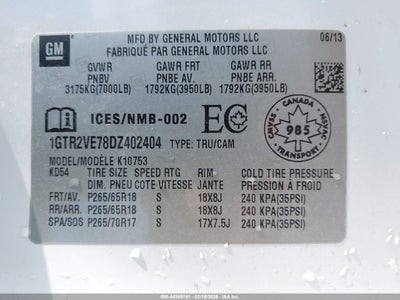 GM
MFD BY GENERAL MOTORS LLC
FABRIQUÉ PAR GENERAL MOTORS LLC
06/13
GVWR GAWR FRT GAWR RR
PNBV PNBE AV. PNBE ARR.
3175KG(7000LB) 1792KG(3950LB) 1792KG(3950LB)
ICES/NMB-002
EC
CANADA
CMVSS NSVAC
985
TRANSPORT
1GTR2VE78DZ402404 TYPE: TRU/CAM
MODEL/MODÈLE K10753
KD54 TIRE SIZE SPEED RTG RIM COLD TIRE PRESSURE
DIM. PNEU COTE VITESSE JANTE PRESSION À FROID
FRT/AV. P265/65R18 S 18X8J 240 KPA(35PSI)
RR/ARR. P265/65R18 S 18X8J 240 KPA(35PSI)
SPA/SOS P265/70R17 S 17X7.5J 240 KPA(35PSI)